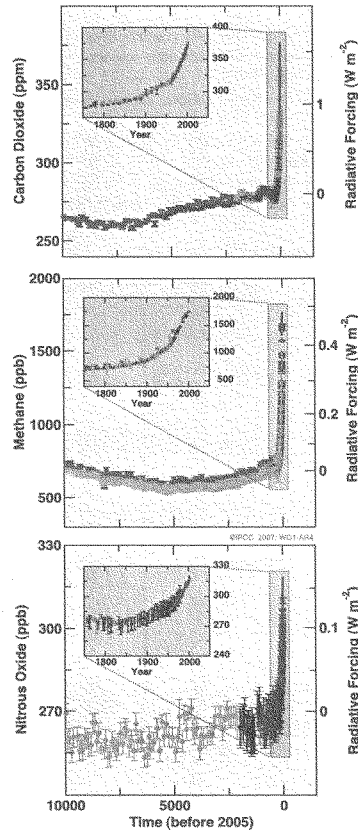 Carbon Dioxide (ppm)
350
300
250
400
300
1800 1900 2000
Year
1
0
Radiative Forcing (W m⁻²)
Methane (ppb)
2000
1500
1000
500
2000
1500
1000
500
1800 1900 2000
Year
0.4
0.2
0
Radiative Forcing (W m⁻²)
©IPCC 2007: WG1-AR4
Nitrous Oxide (ppb)
330
300
270
330
300
270
240
1800 1900 2000
Year
0.1
0
Radiative Forcing (W m⁻²)
10000 5000 0
Time (before 2005)